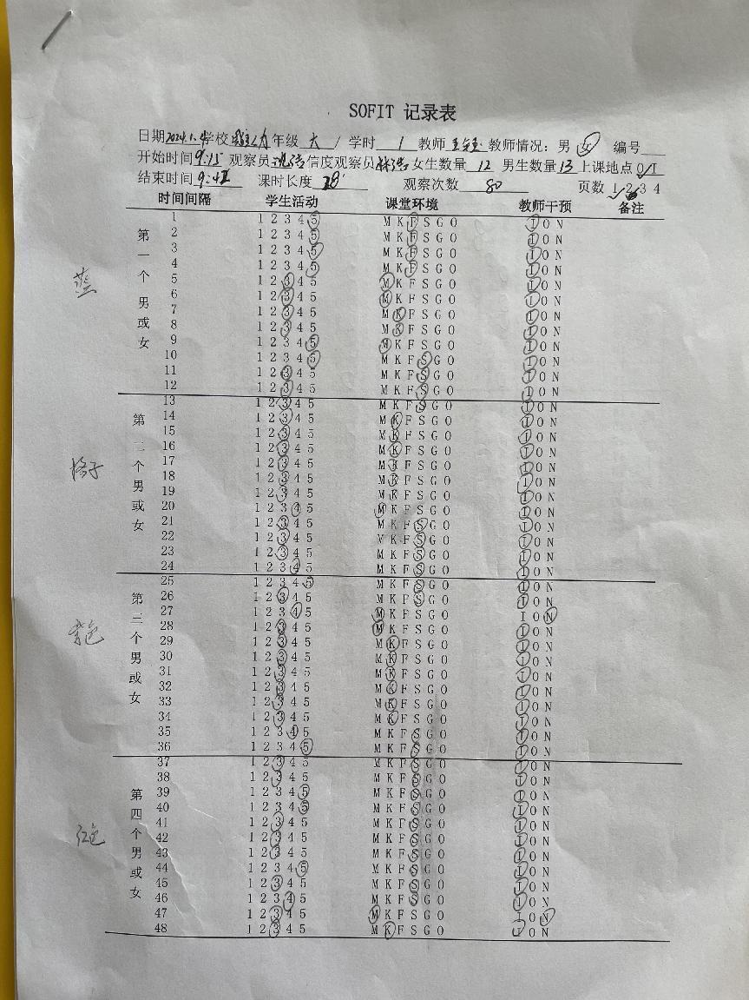 SOFIT 记录表
日期2024.1.4学校 年级 大 / 学时 1 教师 教师情况: 男 女 编号
开始时间9:15 观察员 信度观察员 女生数量 12 男生数量13上课地点O/I
结束时间9:42 课时长度 28' 观察次数 80 页数 1 2 3 4
时间间隔 学生活动 课堂环境 教师干预 备注
1 1 2 3 4 5 M K F S G O I O N
2 1 2 3 4 5 M K F S G O I O N
3 1 2 3 4 5 M K F S G O I O N
4 1 2 3 4 5 M K F S G O I O N
5 1 2 3 4 5 M K F S G O I O N
6 1 2 3 4 5 M K F S G O I O N
7 1 2 3 4 5 M K F S G O I O N
8 1 2 3 4 5 M K F S G O I O N
9 1 2 3 4 5 M K F S G O I O N
10 1 2 3 4 5 M K F S G O I O N
11 1 2 3 4 5 M K F S G O I O N
12 1 2 3 4 5 M K F S G O I O N
第一个男或女
蓝
13 1 2 3 4 5 M K F S G O I O N
14 1 2 3 4 5 M K F S G O I O N
15 1 2 3 4 5 M K F S G O I O N
16 1 2 3 4 5 M K F S G O I O N
17 1 2 3 4 5 M K F S G O I O N
18 1 2 3 4 5 M K F S G O I O N
19 1 2 3 4 5 M K F S G O I O N
20 1 2 3 4 5 M K F S G O I O N
21 1 2 3 4 5 M K F S G O I O N
22 1 2 3 4 5 M K F S G O I O N
23 1 2 3 4 5 M K F S G O I O N
24 1 2 3 4 5 M K F S G O I O N
第二个男或女
格子
25 1 2 3 4 5 M K F S G O I O N
26 1 2 3 4 5 M K F S G O I O N
27 1 2 3 4 5 M K F S G O I O N
28 1 2 3 4 5 M K F S G O I O N
29 1 2 3 4 5 M K F S G O I O N
30 1 2 3 4 5 M K F S G O I O N
31 1 2 3 4 5 M K F S G O I O N
32 1 2 3 4 5 M K F S G O I O N
33 1 2 3 4 5 M K F S G O I O N
34 1 2 3 4 5 M K F S G O I O N
35 1 2 3 4 5 M K F S G O I O N
36 1 2 3 4 5 M K F S G O I O N
第三个男或女
紫色
37 1 2 3 4 5 M K F S G O I O N
38 1 2 3 4 5 M K F S G O I O N
39 1 2 3 4 5 M K F S G O I O N
40 1 2 3 4 5 M K F S G O I O N
41 1 2 3 4 5 M K F S G O I O N
42 1 2 3 4 5 M K F S G O I O N
43 1 2 3 4 5 M K F S G O I O N
44 1 2 3 4 5 M K F S G O I O N
45 1 2 3 4 5 M K F S G O I O N
46 1 2 3 4 5 M K F S G O I O N
47 1 2 3 4 5 M K F S G O I O N
48 1 2 3 4 5 M K F S G O I O N
第四个男或女
红色